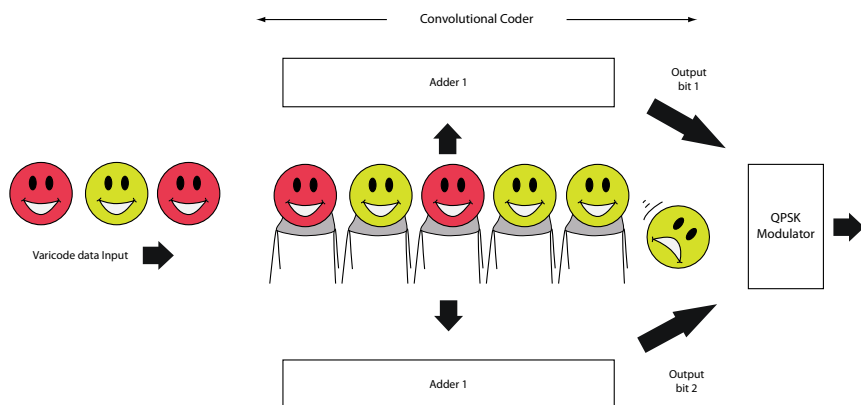 Convolutional Coder
Adder 1
Output
bit 1
Varicode data Input
QPSK
Modulator
Adder 1
Output
bit 2